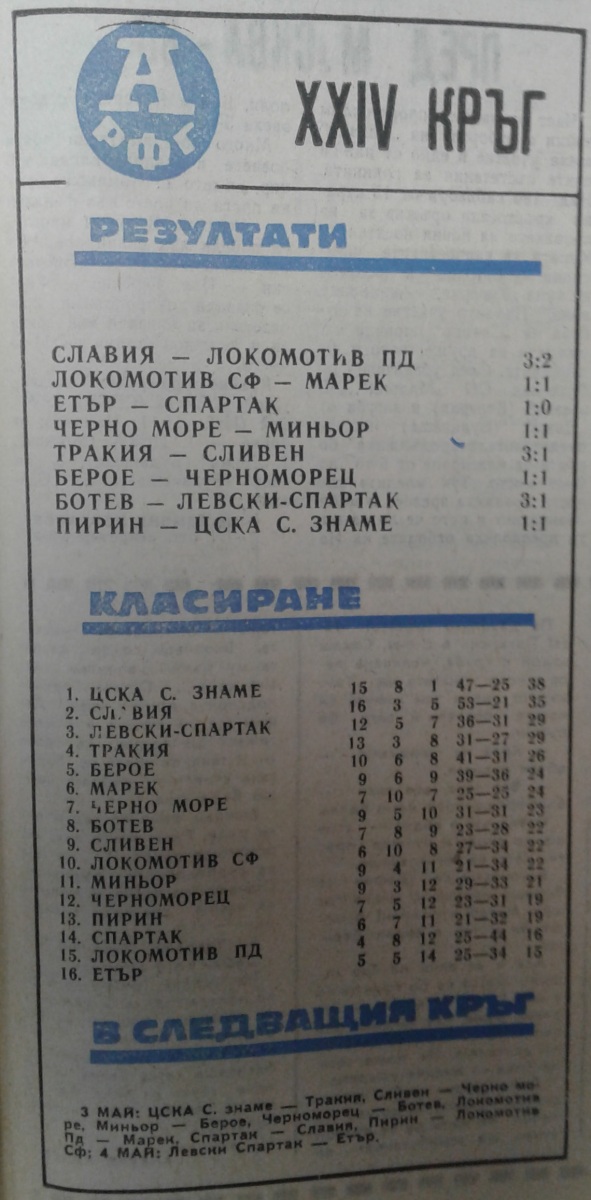 А
РФГ
XXIV КРЪГ
РЕЗУЛТАТИ
СЛАВИЯ — ЛОКОМОТИВ ПД 3:2
ЛОКОМОТИВ СФ — МАРЕК 1:1
ЕТЪР — СПАРТАК 1:0
ЧЕРНО МОРЕ — МИНЬОР 1:1
ТРАКИЯ — СЛИВЕН 3:1
БЕРОЕ — ЧЕРНОМОРЕЦ 1:1
БОТЕВ — ЛЕВСКИ-СПАРТАК 3:1
ПИРИН — ЦСКА С. ЗНАМЕ 1:1
КЛАСИРАНЕ
1. ЦСКА С. ЗНАМЕ 15 8 1 47—25 38
2. СЛАВИЯ 16 3 5 53—21 35
3. ЛЕВСКИ-СПАРТАК 12 5 7 36—31 29
4. ТРАКИЯ 13 3 8 31—27 29
5. БЕРОЕ 10 6 8 41—31 26
6. МАРЕК 9 6 9 39—36 24
7. ЧЕРНО МОРЕ 7 10 7 25—25 24
8. БОТЕВ 9 5 10 31—31 23
9. СЛИВЕН 7 8 9 23—28 22
10. ЛОКОМОТИВ СФ 6 10 8 27—34 22
11. МИНЬОР 9 4 11 21—34 22
12. ЧЕРНОМОРЕЦ 9 3 12 29—33 21
13. ПИРИН 7 5 12 23—31 19
14. СПАРТАК 6 7 11 21—32 19
15. ЛОКОМОТИВ ПД 4 8 12 25—44 16
16. ЕТЪР 5 5 14 25—34 15
В СЛЕДВАЩИЯ КРЪГ
3 МАЙ: ЦСКА С. знаме — Тракия, Сливен — Черно мо-
ре, Миньор — Берое, Черноморец — Ботев, Локомотив
Пд — Марек, Спартак — Славия, Пирин — Локомотив
Сф; 4 МАЙ: Левски Спартак — Етър.